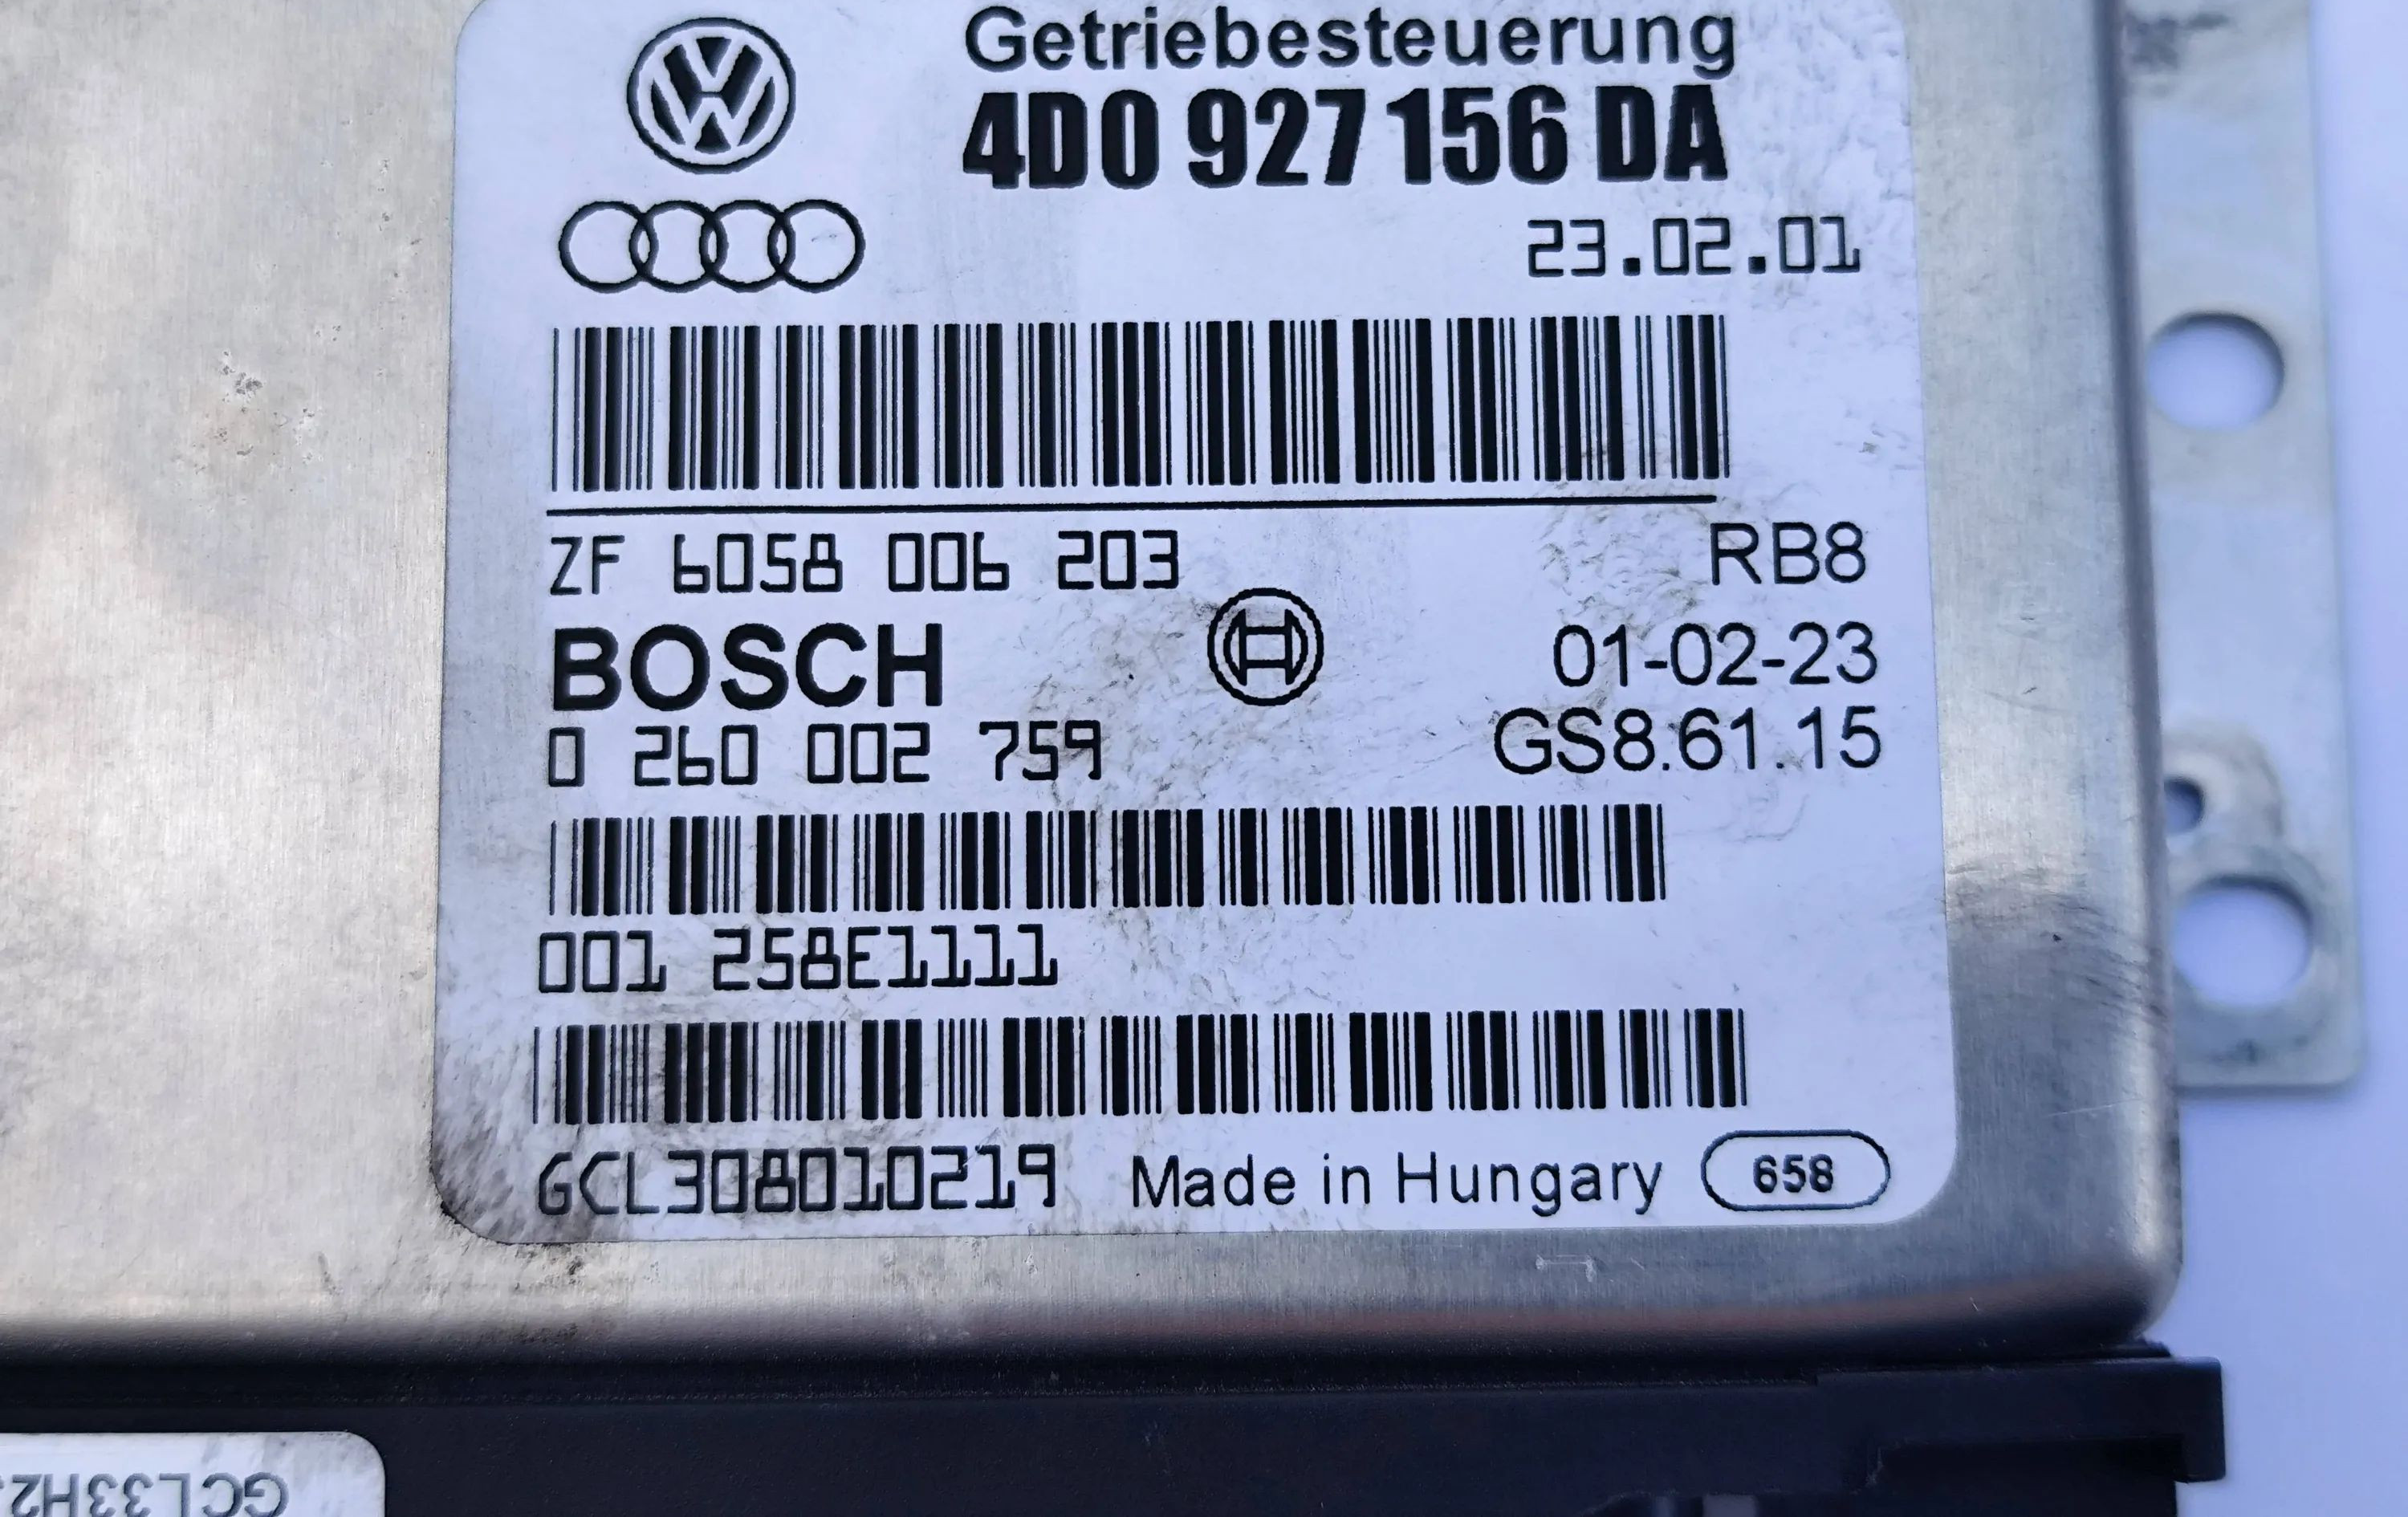 Getriebesteuerung
4D0 927 156 DA
23.02.01
ZF 6058 006 203
RB8
BOSCH
01-02-23
0 260 002 759
GS8.61.15
001 258E1111
GCL308010219 Made in Hungary 658